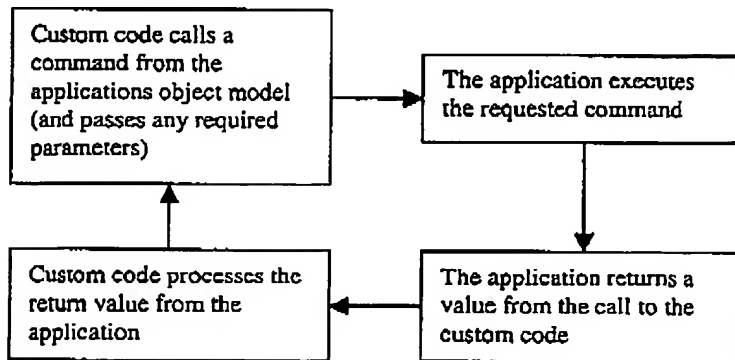 Custom code calls a
command from the
applications object model
(and passes any required
parameters)
The application executes
the requested command
Custom code processes the
return value from the
application
The application returns a
value from the call to the
custom code